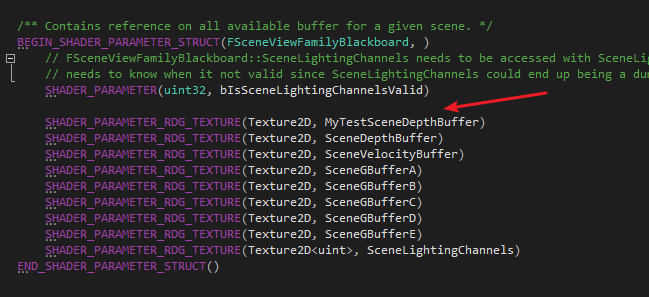 /** Contains reference on all available buffer for a given scene. */
BEGIN_SHADER_PARAMETER_STRUCT(FSceneViewFamilyBlackboard, )
// FSceneViewFamilyBlackboard::SceneLightingChannels needs to be accessed with SceneLig
// needs to know when it not valid since SceneLightingChannels could end up being a du
SHADER_PARAMETER(uint32, bIsSceneLightingChannelsValid)
SHADER_PARAMETER_RDG_TEXTURE(Texture2D, MyTestSceneDepthBuffer)
SHADER_PARAMETER_RDG_TEXTURE(Texture2D, SceneDepthBuffer)
SHADER_PARAMETER_RDG_TEXTURE(Texture2D, SceneVelocityBuffer)
SHADER_PARAMETER_RDG_TEXTURE(Texture2D, SceneGBufferA)
SHADER_PARAMETER_RDG_TEXTURE(Texture2D, SceneGBufferB)
SHADER_PARAMETER_RDG_TEXTURE(Texture2D, SceneGBufferC)
SHADER_PARAMETER_RDG_TEXTURE(Texture2D, SceneGBufferD)
SHADER_PARAMETER_RDG_TEXTURE(Texture2D, SceneGBufferE)
SHADER_PARAMETER_RDG_TEXTURE(Texture2D<uint>, SceneLightingChannels)
END_SHADER_PARAMETER_STRUCT()